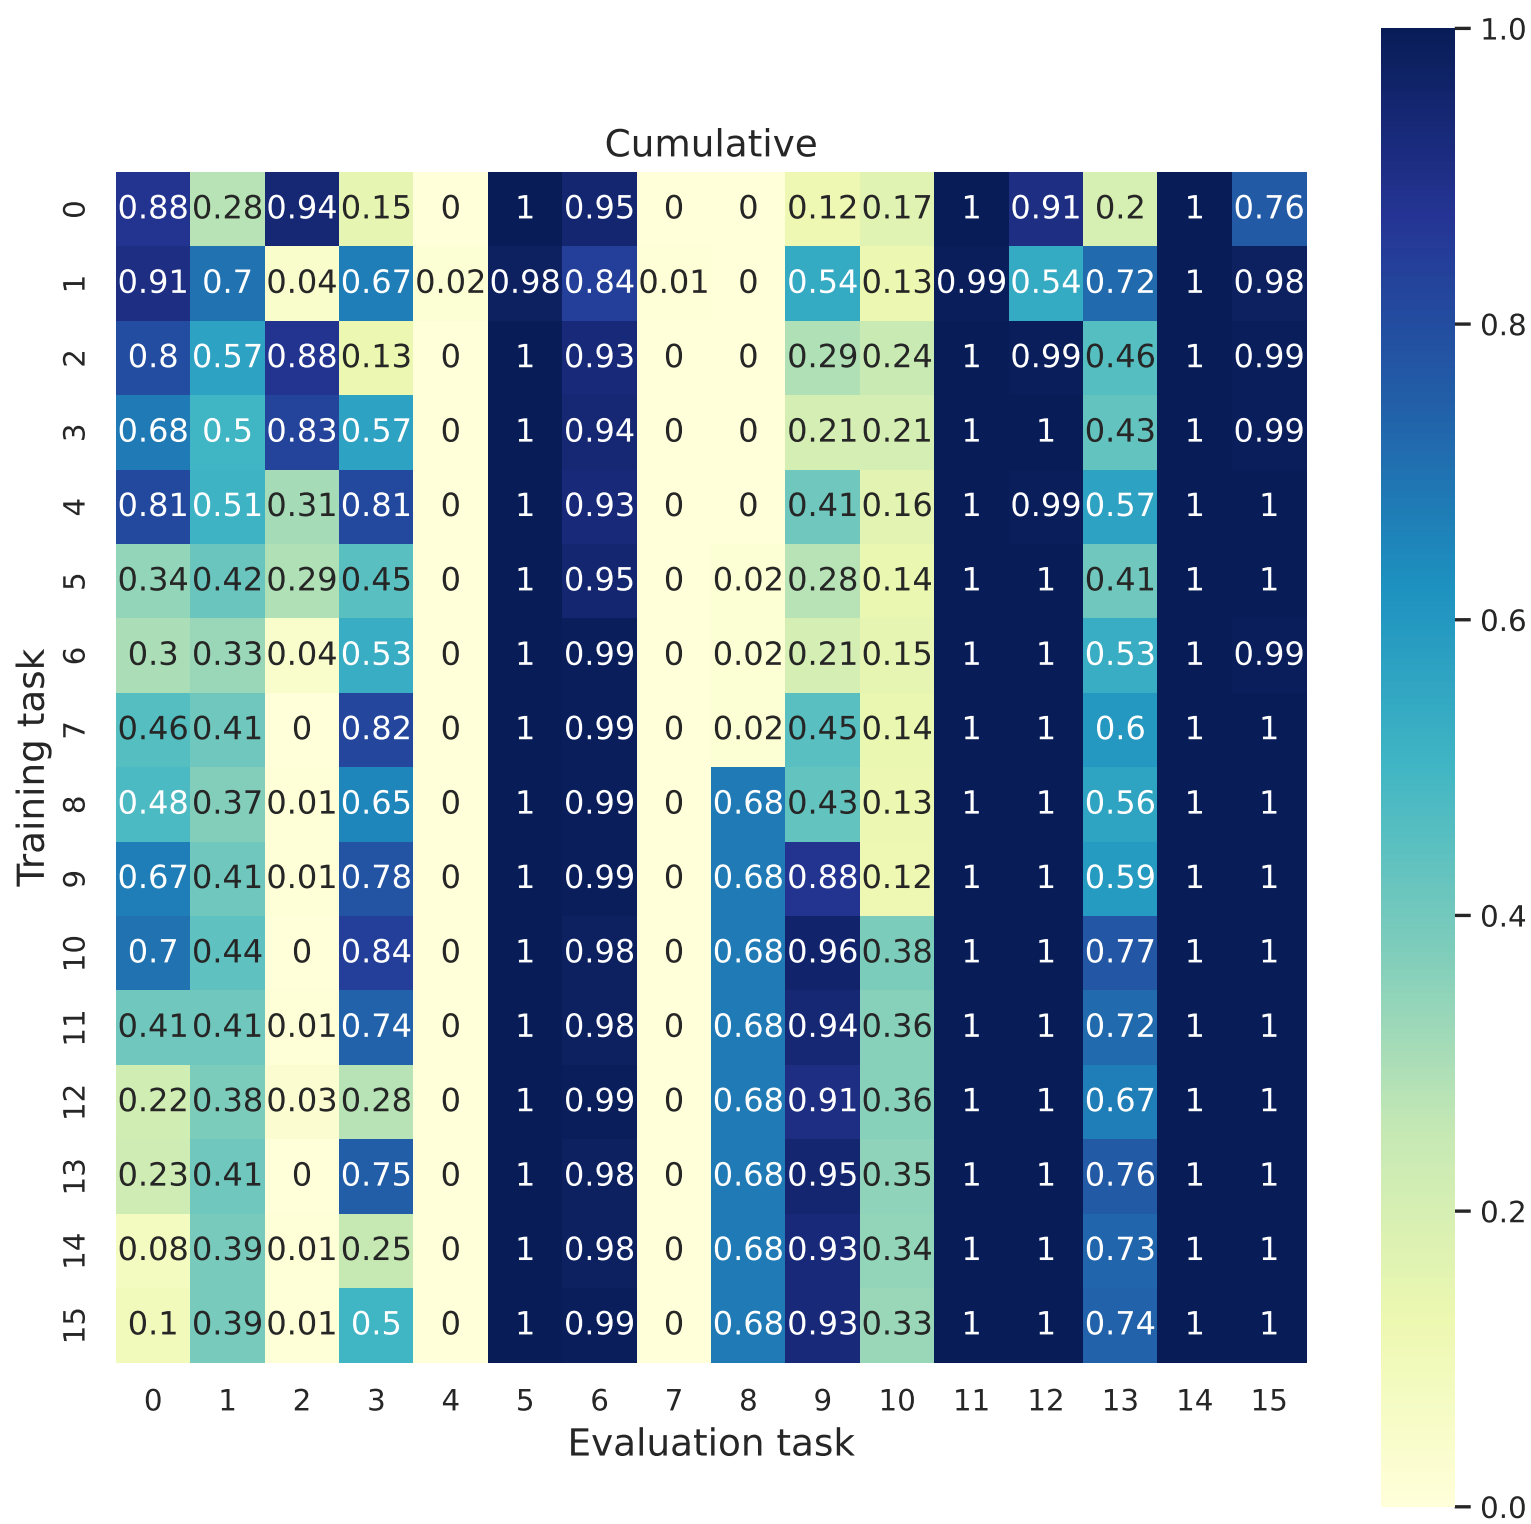 Cumulative
0 0.88 0.28 0.94 0.15 0 1 0.95 0 0 0.12 0.17 1 0.91 0.2 1 0.76
1 0.91 0.7 0.04 0.67 0.02 0.98 0.84 0.01 0 0.54 0.13 0.99 0.54 0.72 1 0.98
2 0.8 0.57 0.88 0.13 0 1 0.93 0 0 0.29 0.24 1 0.99 0.46 1 0.99
3 0.68 0.5 0.83 0.57 0 1 0.94 0 0 0.21 0.21 1 1 0.43 1 0.99
4 0.81 0.51 0.31 0.81 0 1 0.93 0 0 0.41 0.16 1 0.99 0.57 1 1
5 0.34 0.42 0.29 0.45 0 1 0.95 0 0.02 0.28 0.14 1 1 0.41 1 1
6 0.3 0.33 0.04 0.53 0 1 0.99 0 0.02 0.21 0.15 1 1 0.53 1 0.99
7 0.46 0.41 0 0.82 0 1 0.99 0 0.02 0.45 0.14 1 1 0.6 1 1
8 0.48 0.37 0.01 0.65 0 1 0.99 0 0.68 0.43 0.13 1 1 0.56 1 1
9 0.67 0.41 0.01 0.78 0 1 0.99 0 0.68 0.88 0.12 1 1 0.59 1 1
10 0.7 0.44 0 0.84 0 1 0.98 0 0.68 0.96 0.38 1 1 0.77 1 1
11 0.41 0.41 0.01 0.74 0 1 0.98 0 0.68 0.94 0.36 1 1 0.72 1 1
12 0.22 0.38 0.03 0.28 0 1 0.99 0 0.68 0.91 0.36 1 1 0.67 1 1
13 0.23 0.41 0 0.75 0 1 0.98 0 0.68 0.95 0.35 1 1 0.76 1 1
14 0.08 0.39 0.01 0.25 0 1 0.98 0 0.68 0.93 0.34 1 1 0.73 1 1
15 0.1 0.39 0.01 0.5 0 1 0.99 0 0.68 0.93 0.33 1 1 0.74 1 1
0 1 2 3 4 5 6 7 8 9 10 11 12 13 14 15
Evaluation task
Training task
1.0
0.8
0.6
0.4
0.2
0.0